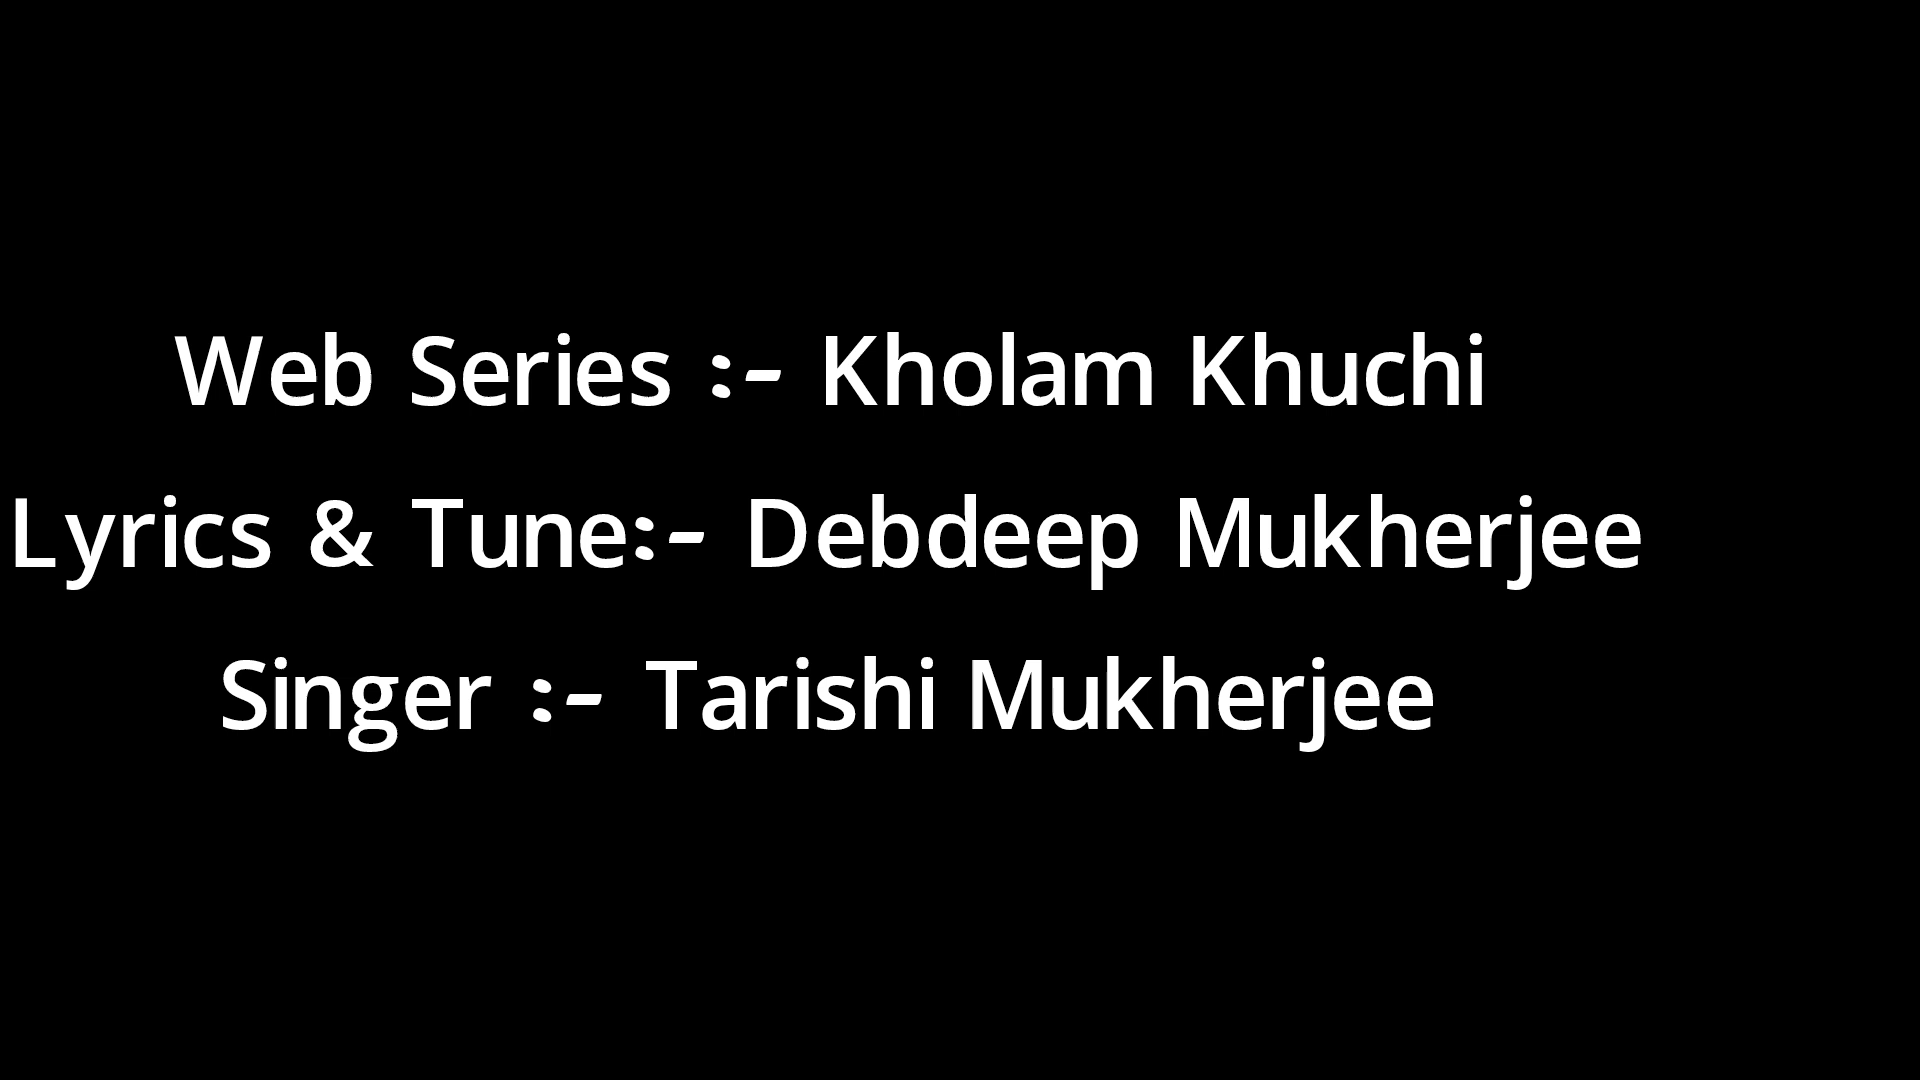 Web Series :- Kholam Khuchi
Lyrics & Tune:- Debdeep Mukherjee
Singer :- Tarishi Mukherjee